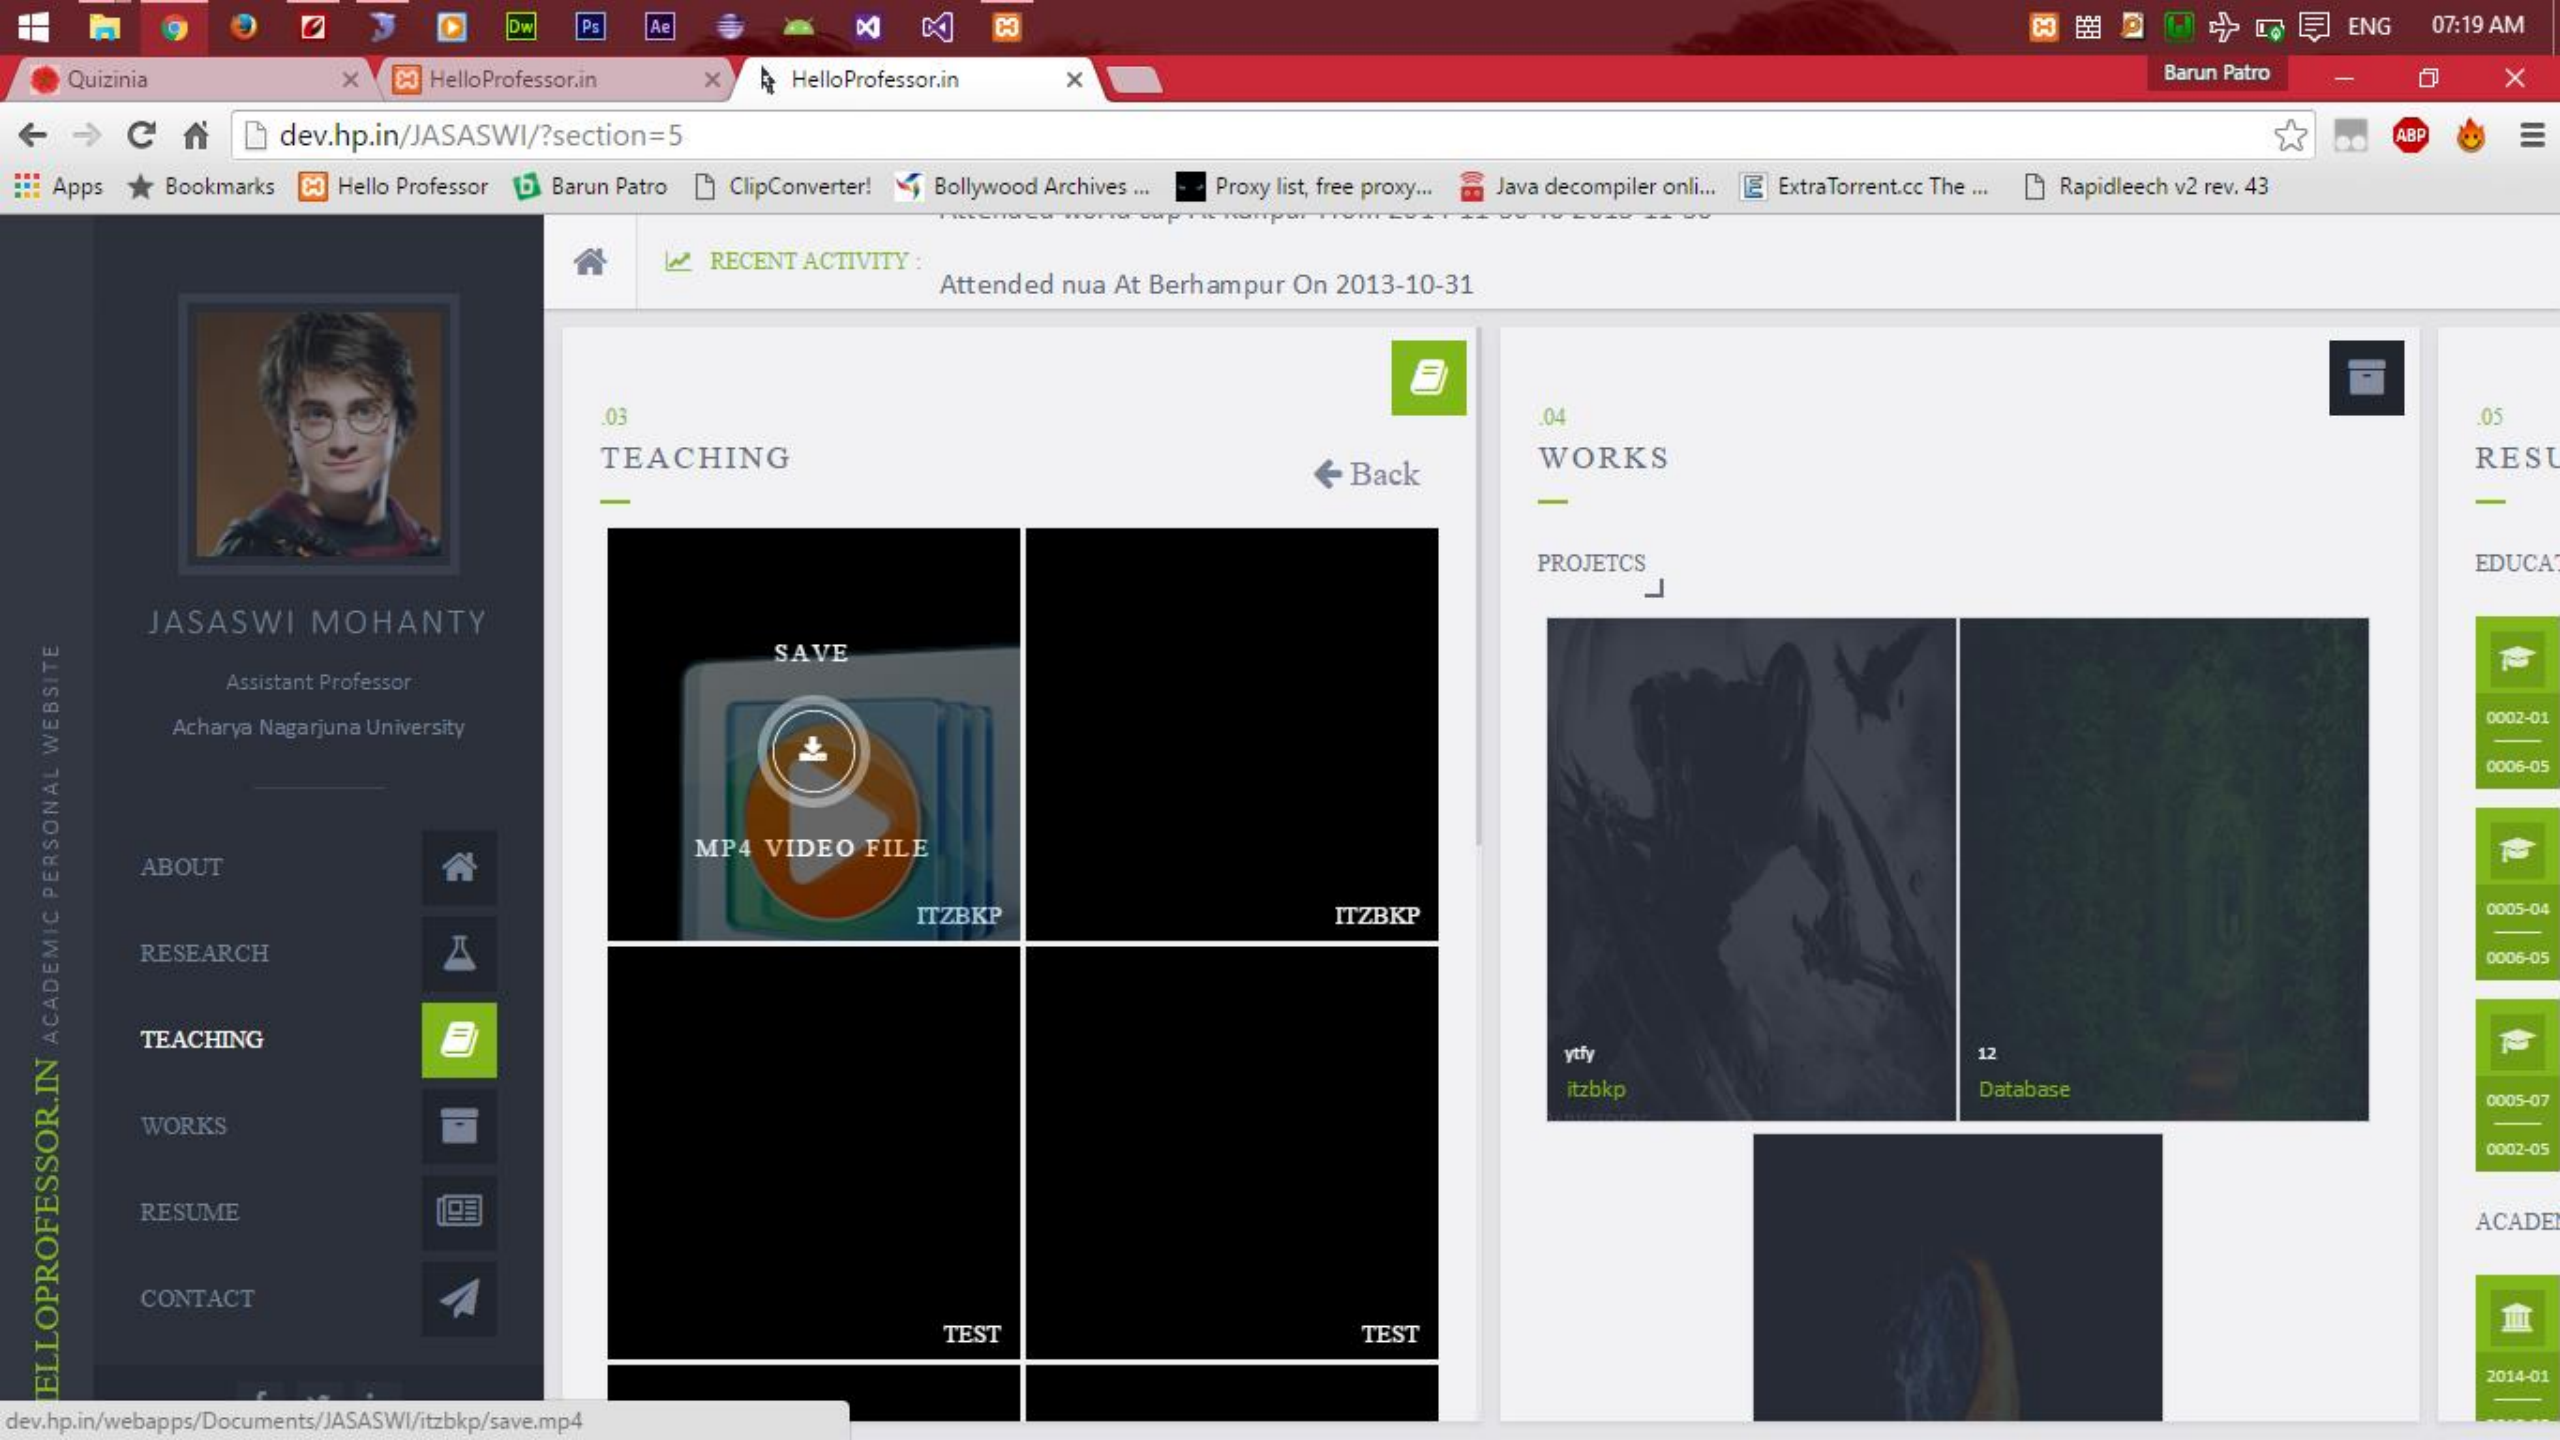 Dw
Ps
Ae
ENG
07:19 AM
Quizinia
HelloProfessor.in
HelloProfessor.in
Barun Patro
dev.hp.in/JASASWI/?section=5
ABP
Apps
Bookmarks
Hello Professor
Barun Patro
ClipConverter!
Bollywood Archives ...
Proxy list, free proxy...
Java decompiler onli...
ExtraTorrent.cc The ...
Rapidleech v2 rev. 43
RECENT ACTIVITY :
Attended nua At Berhampur On 2013-10-31
JASASWI MOHANTY
Assistant Professor
Acharya Nagarjuna University
ABOUT
RESEARCH
TEACHING
WORKS
RESUME
CONTACT
ACADEMIC PERSONAL WEBSITE
.03
TEACHING
Back
SAVE
MP4 VIDEO FILE
ITZBKP
ITZBKP
TEST
TEST
.04
WORKS
PROJETCS
ytfy
itzbkp
12
Database
.05
RESU
EDUCAT
0002-01
0006-05
0005-04
0006-05
0005-07
0002-05
ACADE
2014-01
dev.hp.in/webapps/Documents/JASASWI/itzbkp/save.mp4